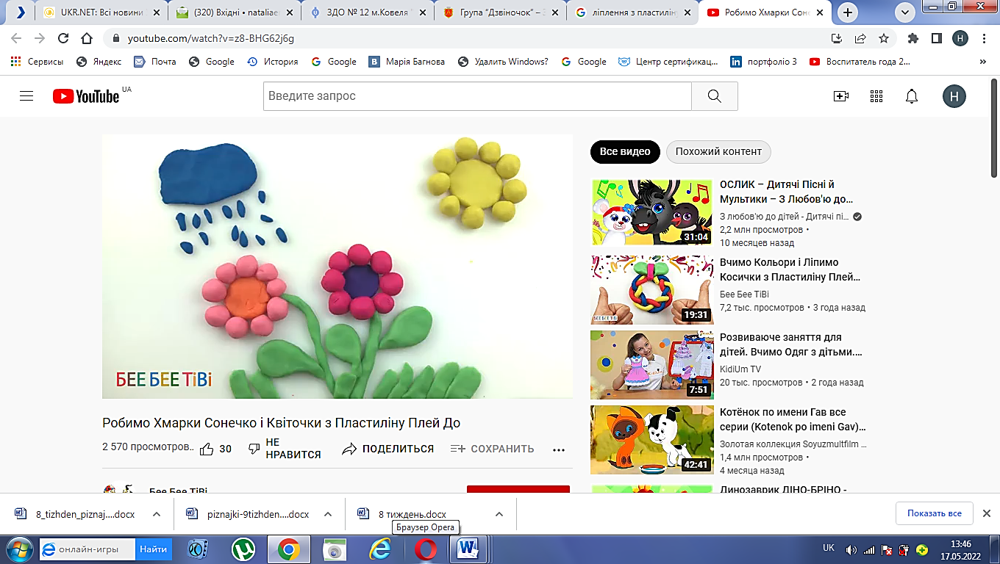 UKR.NET: Всі новини
(320) Вхідні • nataliaer
ЗДО № 12 м.Ковеля
Група “Дзвіночок” –
ліплення з пластилін
Робимо Хмарки Соне
youtube.com/watch?v=z8-BHG62j6g
Н
Сервисы
Яндекс
Почта
Google
История
Google
Марія Багнова
Удалить Windows?
Google
Центр сертификац...
портфоліо 3
Воспитатель года 2...
YouTube UA
Введите запрос
Н
БЕЕ БЕЕ ТіВі
Робимо Хмарки Сонечко і Квіточки з Пластиліну Плей До
2 570 просмотров..
30
НЕ
НРАВИТСЯ
ПОДЕЛИТЬСЯ
СОХРАНИТЬ
Бее Бее ТіВі
Все видео
Похожий контент
31:04
ОСЛИК – Дитячі Пісні й
Мультики – З Любов'ю до...
З любов'ю до дітей - Дитячі пі...
2,2 млн просмотров •
10 месяцев назад
БЕЕ БЕЕ ТіВі
19:31
Вчимо Кольори і Ліпимо
Косички з Пластиліну Плей...
Бее Бее ТіВі
7,2 тыс. просмотров • 3 года назад
7:51
Розвиваюче заняття для
дітей. Вчимо Одяг з дітьми....
KidiUm TV
20 тыс. просмотров • 2 года назад
42:41
Котёнок по имени Гав все
серии (Kotenok po imeni Gav)...
Золотая коллекция Soyuzmultfilm ...
1,4 млн просмотров •
4 месяца назад
Динозаврик ДІНО-БРІНО -
8_tizhden_piznaj....docx
piznajki-9tizhden....docx
8 тиждень.docx
Показать все
Браузер Opera
онлайн-игры
Найти
UK
13:46
17.05.2022